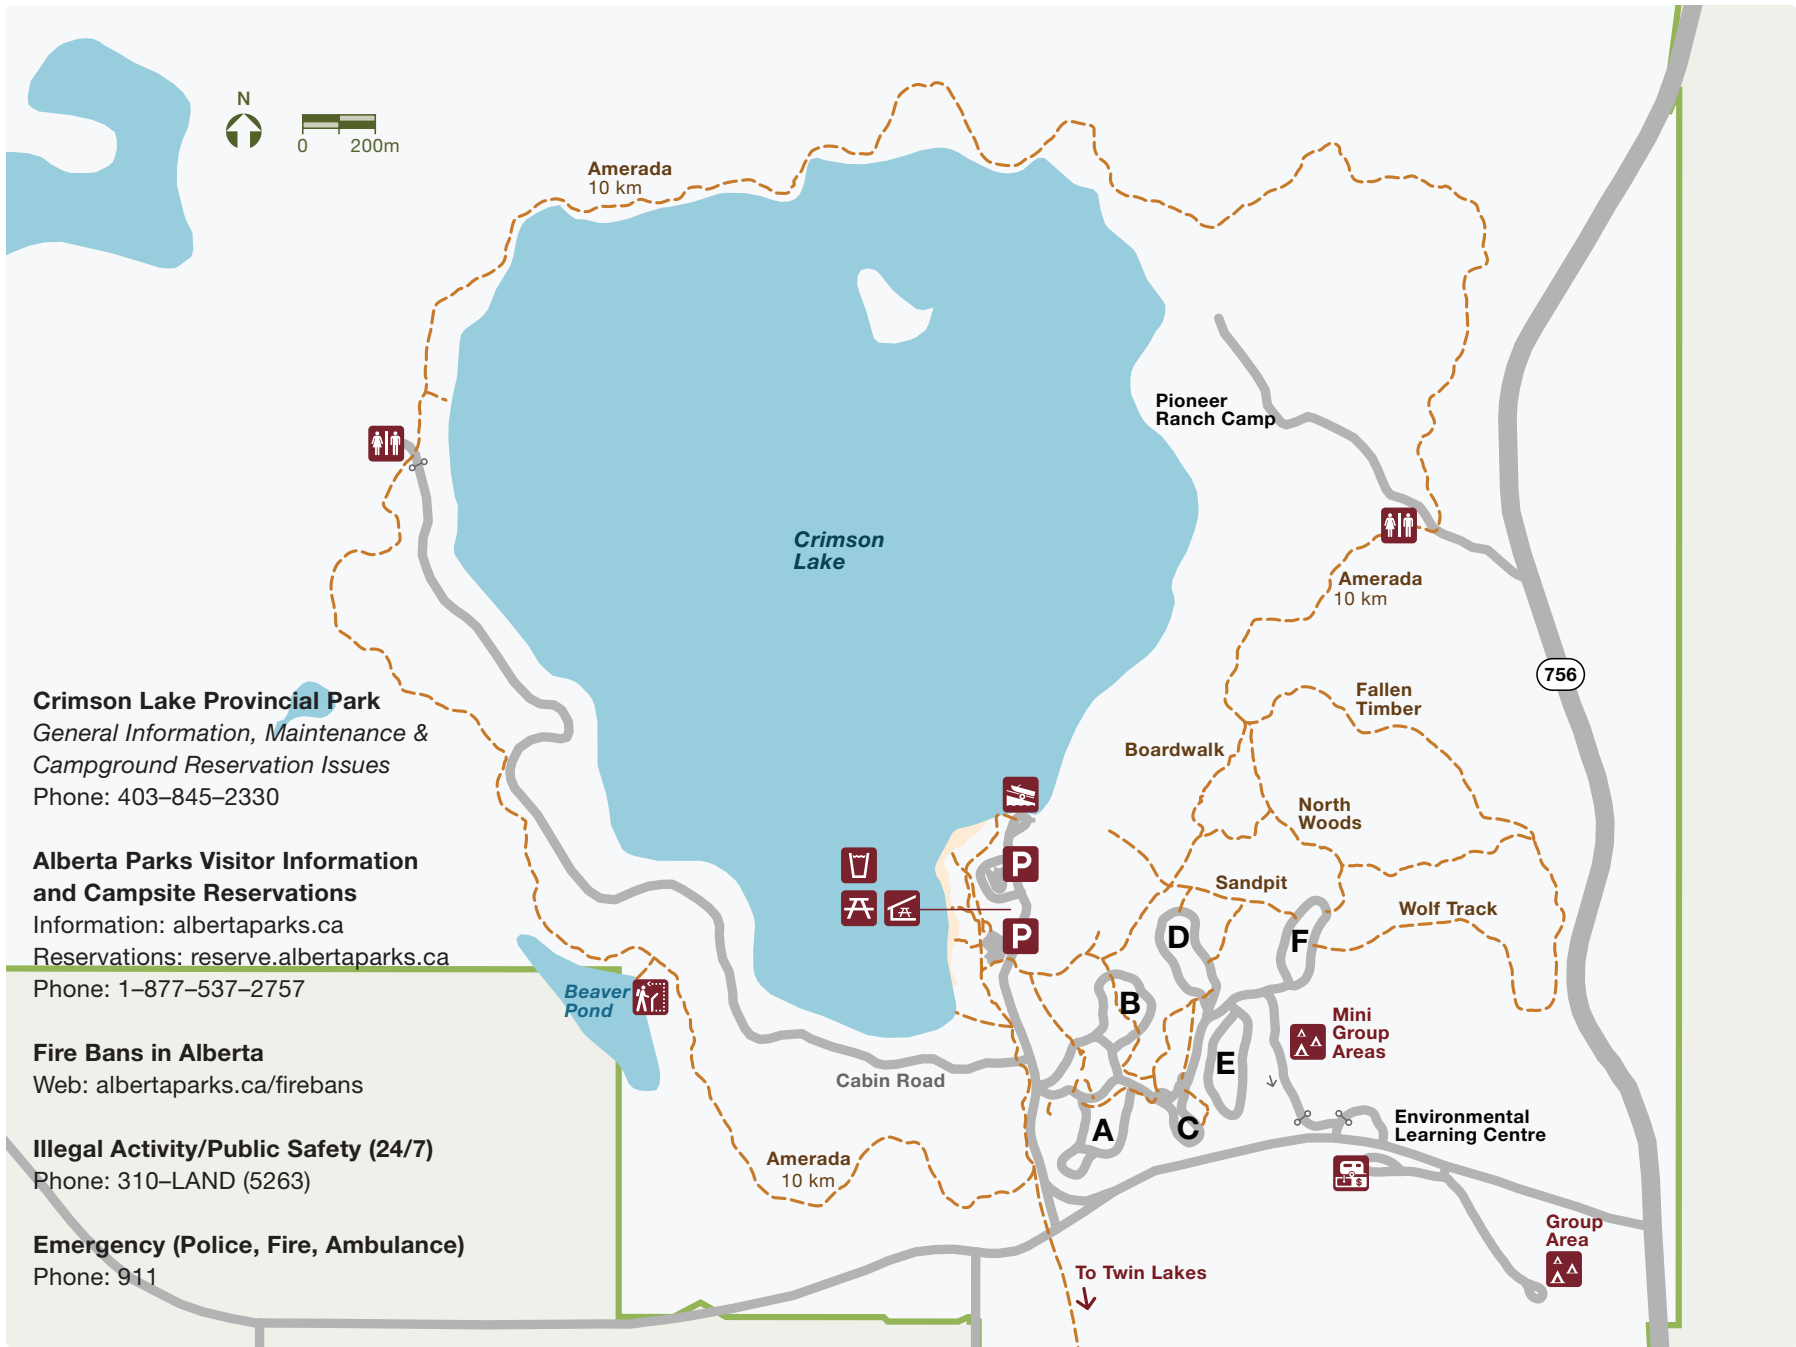 N
0 200m
Amerada
10 km
Pioneer
Ranch Camp
Crimson
Lake
Amerada
10 km
756
Fallen
Timber
Boardwalk
North
Woods
Sandpit
Wolf Track
P
P
D
F
B
E
A
C
Mini
Group
Areas
Environmental
Learning Centre
$
Group
Area
Beaver
Pond
Cabin Road
Amerada
10 km
To Twin Lakes
Crimson Lake Provincial Park
General Information, Maintenance &
Campground Reservation Issues
Phone: 403–845–2330
Alberta Parks Visitor Information
and Campsite Reservations
Information: albertaparks.ca
Reservations: reserve.albertaparks.ca
Phone: 1–877–537–2757
Fire Bans in Alberta
Web: albertaparks.ca/firebans
Illegal Activity/Public Safety (24/7)
Phone: 310–LAND (5263)
Emergency (Police, Fire, Ambulance)
Phone: 911